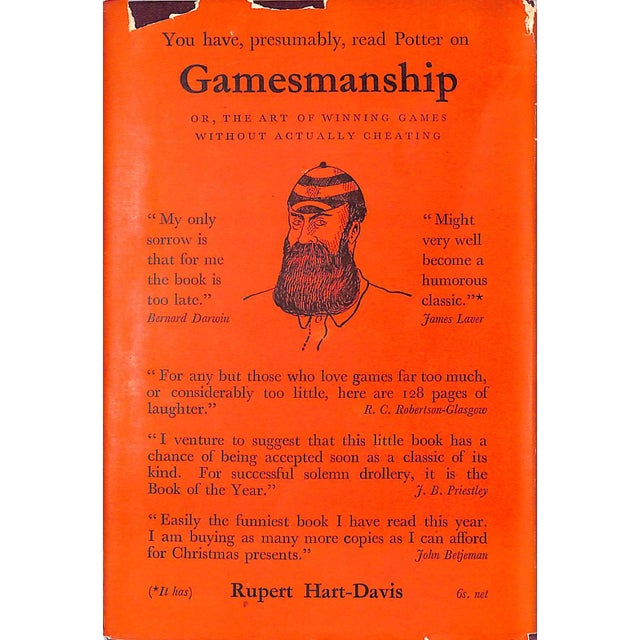 You have, presumably, read Potter on
Gamesmanship
OR, THE ART OF WINNING GAMES
WITHOUT ACTUALLY CHEATING
“My only
sorrow is
that for me
the book is
too late.”
Bernard Darwin
“Might
very well
become a
humorous
classic.”*
James Laver
“For any but those who love games far too much,
or considerably too little, here are 128 pages of
laughter.” R. C. Robertson-Glasgow
“I venture to suggest that this little book has a
chance of being accepted soon as a classic of its
kind. For successful solemn drollery, it is the
Book of the Year.” J. B. Priestley
“Easily the funniest book I have read this year.
I am buying as many more copies as I can afford
for Christmas presents.” John Betjeman
(*It has) Rupert Hart-Davis 6s. net